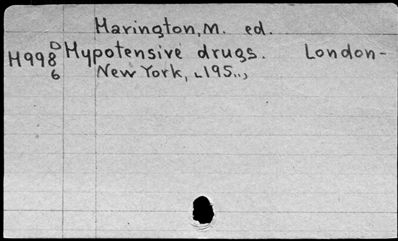 Harington, M. ed.
D
H998 Hypotensive drugs. London-
6 New York, ⌞195..,